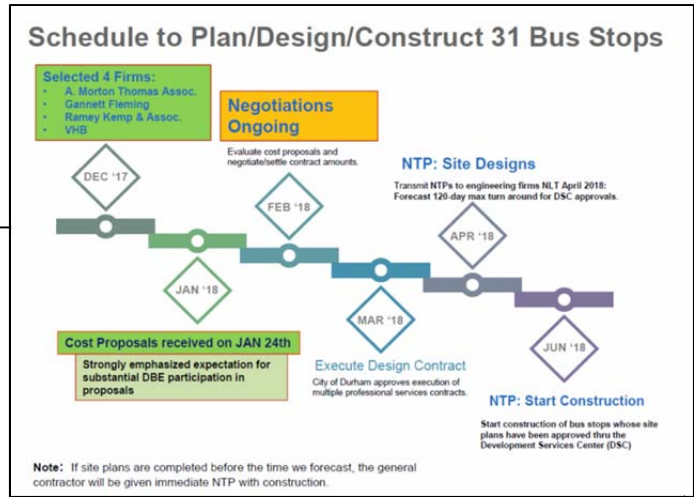 Schedule to Plan/Design/Construct 31 Bus Stops
Selected 4 Firms:
• A. Morton Thomas Assoc.
• Gannett Fleming
• Ramey Kemp & Assoc.
• VHB
DEC '17
JAN '18
Cost Proposals received on JAN 24th
Strongly emphasized expectation for
substantial DBE participation in
proposals
Negotiations
Ongoing
Evaluate cost proposals and
negotiate/settle contract amounts.
FEB '18
MAR '18
Execute Design Contract
City of Durham approves execution of
multiple professional services contracts.
NTP: Site Designs
Transmit NTPs to engineering firms NLT April 2018:
Forecast 120-day max turn around for DSC approvals.
APR '18
JUN '18
NTP: Start Construction
Start construction of bus stops whose site
plans have been approved thru the
Development Services Center (DSC)
Note: If site plans are completed before the time we forecast, the general
contractor will be given immediate NTP with construction.